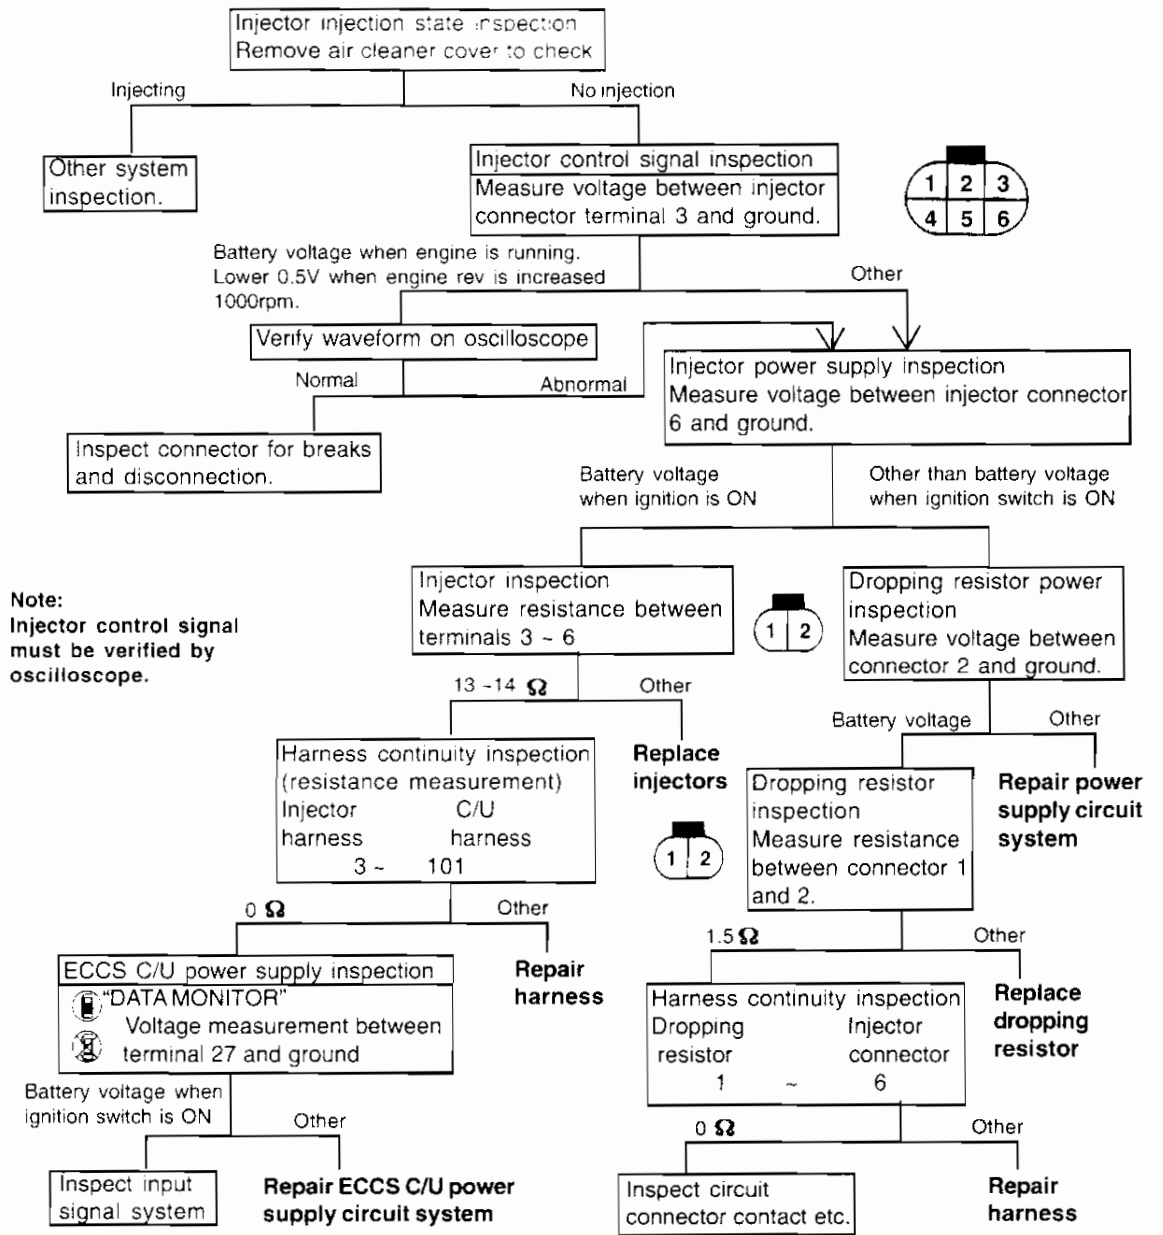 Injector injection state inspection
Remove air cleaner cover to check
Injecting
No injection
Other system
inspection.
Injector control signal inspection
Measure voltage between injector
connector terminal 3 and ground.
1 2 3
4 5 6
Battery voltage when engine is running.
Lower 0.5V when engine rev is increased
1000rpm.
Other
Verify waveform on oscilloscope
Normal
Abnormal
Injector power supply inspection
Measure voltage between injector connector
6 and ground.
Inspect connector for breaks
and disconnection.
Battery voltage
when ignition is ON
Other than battery voltage
when ignition switch is ON
Note:
Injector control signal
must be verified by
oscilloscope.
Injector inspection
Measure resistance between
terminals 3 ~ 6
1 2
Dropping resistor power
inspection
Measure voltage between
connector 2 and ground.
13 ~14 Ω
Other
Battery voltage
Other
Harness continuity inspection
(resistance measurement)
Injector C/U
harness harness
3 ~ 101
Replace
injectors
1 2
Dropping resistor
inspection
Measure resistance
between connector 1
and 2.
Repair power
supply circuit
system
0 Ω
Other
1.5 Ω
Other
ECCS C/U power supply inspection
"DATA MONITOR"
Voltage measurement between
terminal 27 and ground
Repair
harness
Harness continuity inspection
Dropping Injector
resistor connector
1 ~ 6
Replace
dropping
resistor
Battery voltage when
ignition switch is ON
Other
0 Ω
Other
Inspect input
signal system
Repair ECCS C/U power
supply circuit system
Inspect circuit
connector contact etc.
Repair
harness